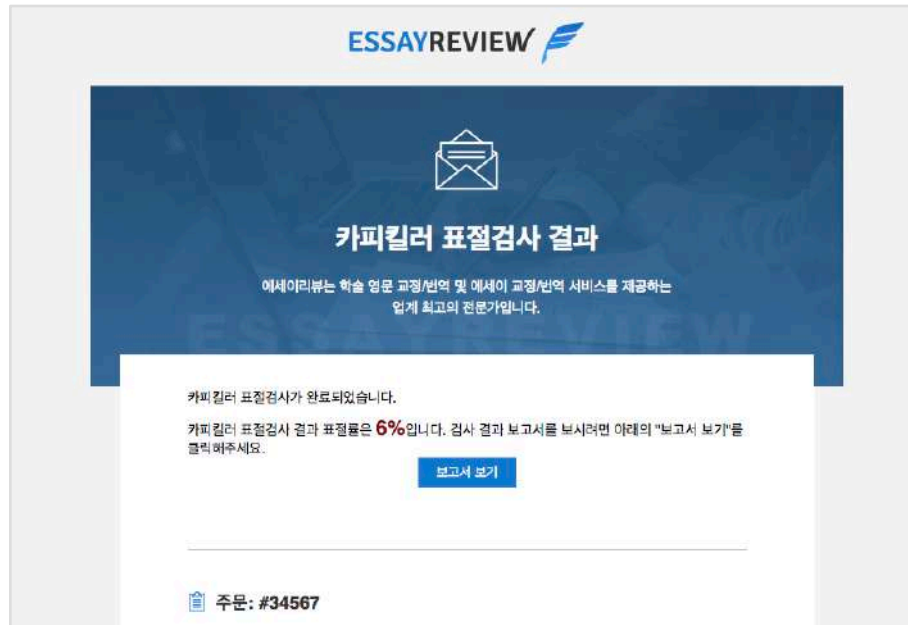 ESSAYREVIEW
카피킬러 표절검사 결과
에세이리뷰는 학술 영문 교정/번역 및 에세이 교정/번역 서비스를 제공하는
업계 최고의 전문가입니다.
ESSAYREVIEW
카피킬러 표절검사가 완료되었습니다.
카피킬러 표절검사 결과 표절률은 6%입니다. 검사 결과 보고서를 보시려면 아래의 "보고서 보기"를
클릭해주세요.
보고서 보기
주문: #34567